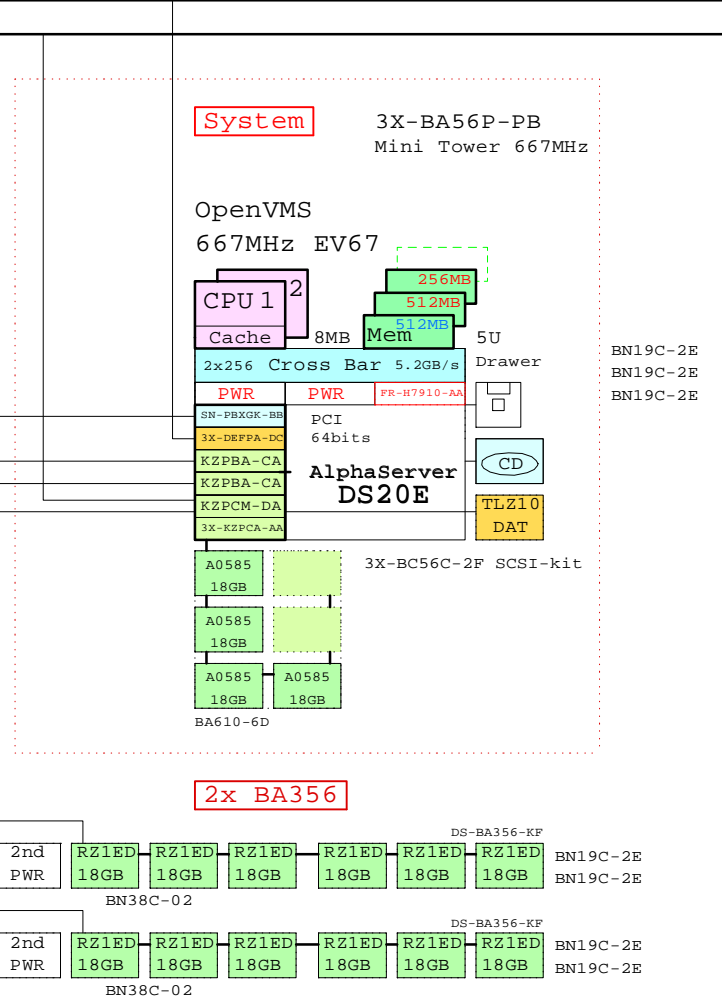 System
3X-BA56P-PB
Mini Tower 667MHz
OpenVMS
667MHz EV67
256MB
CPU 1
2
512MB
512MB
Cache
8MB
Mem
5U
Drawer
2x256 Cross Bar 5.2GB/s
PWR
PWR
FR-H7910-AA
BN19C-2E
BN19C-2E
BN19C-2E
SN-PBXGK-BB
3X-DEFPA-DC
KZPBA-CA
KZPBA-CA
KZPCM-DA
3X-KZPCA-AA
PCI
64bits
AlphaServer
DS20E
CD
TLZ10
DAT
A0585
18GB
3X-BC56C-2F SCSI-kit
A0585
18GB
A0585
18GB
A0585
18GB
BA610-6D
2x BA356
DS-BA356-KF
2nd
PWR
RZ1ED RZ1ED RZ1ED RZ1ED RZ1ED RZ1ED
18GB 18GB 18GB 18GB 18GB 18GB
BN19C-2E
BN19C-2E
BN38C-02
DS-BA356-KF
2nd
PWR
RZ1ED RZ1ED RZ1ED RZ1ED RZ1ED RZ1ED
18GB 18GB 18GB 18GB 18GB 18GB
BN19C-2E
BN19C-2E
BN38C-02